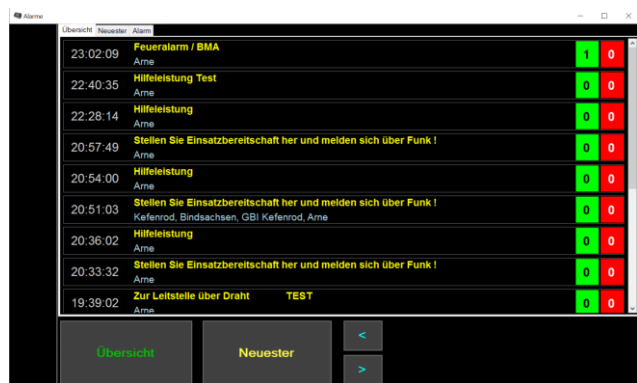 Alarme
Übersicht Neuester Alarm
23:02:09 Feueralarm / BMA 1 0
Arne
22:40:35 Hilfeleistung Test 0 0
Arne
22:28:14 Hilfeleistung 0 0
Arne
20:57:49 Stellen Sie Einsatzbereitschaft her und melden sich über Funk ! 0 0
Arne
20:54:00 Hilfeleistung 0 0
Arne
20:51:03 Stellen Sie Einsatzbereitschaft her und melden sich über Funk ! 0 0
Kefenrod, Bindsachsen, GBI Kefenrod, Arne
20:36:02 Hilfeleistung 0 0
Arne
20:33:32 Stellen Sie Einsatzbereitschaft her und melden sich über Funk ! 0 0
Arne
19:39:02 Zur Leitstelle über Draht TEST 0 0
Arne
<
Übersicht Neuester
>